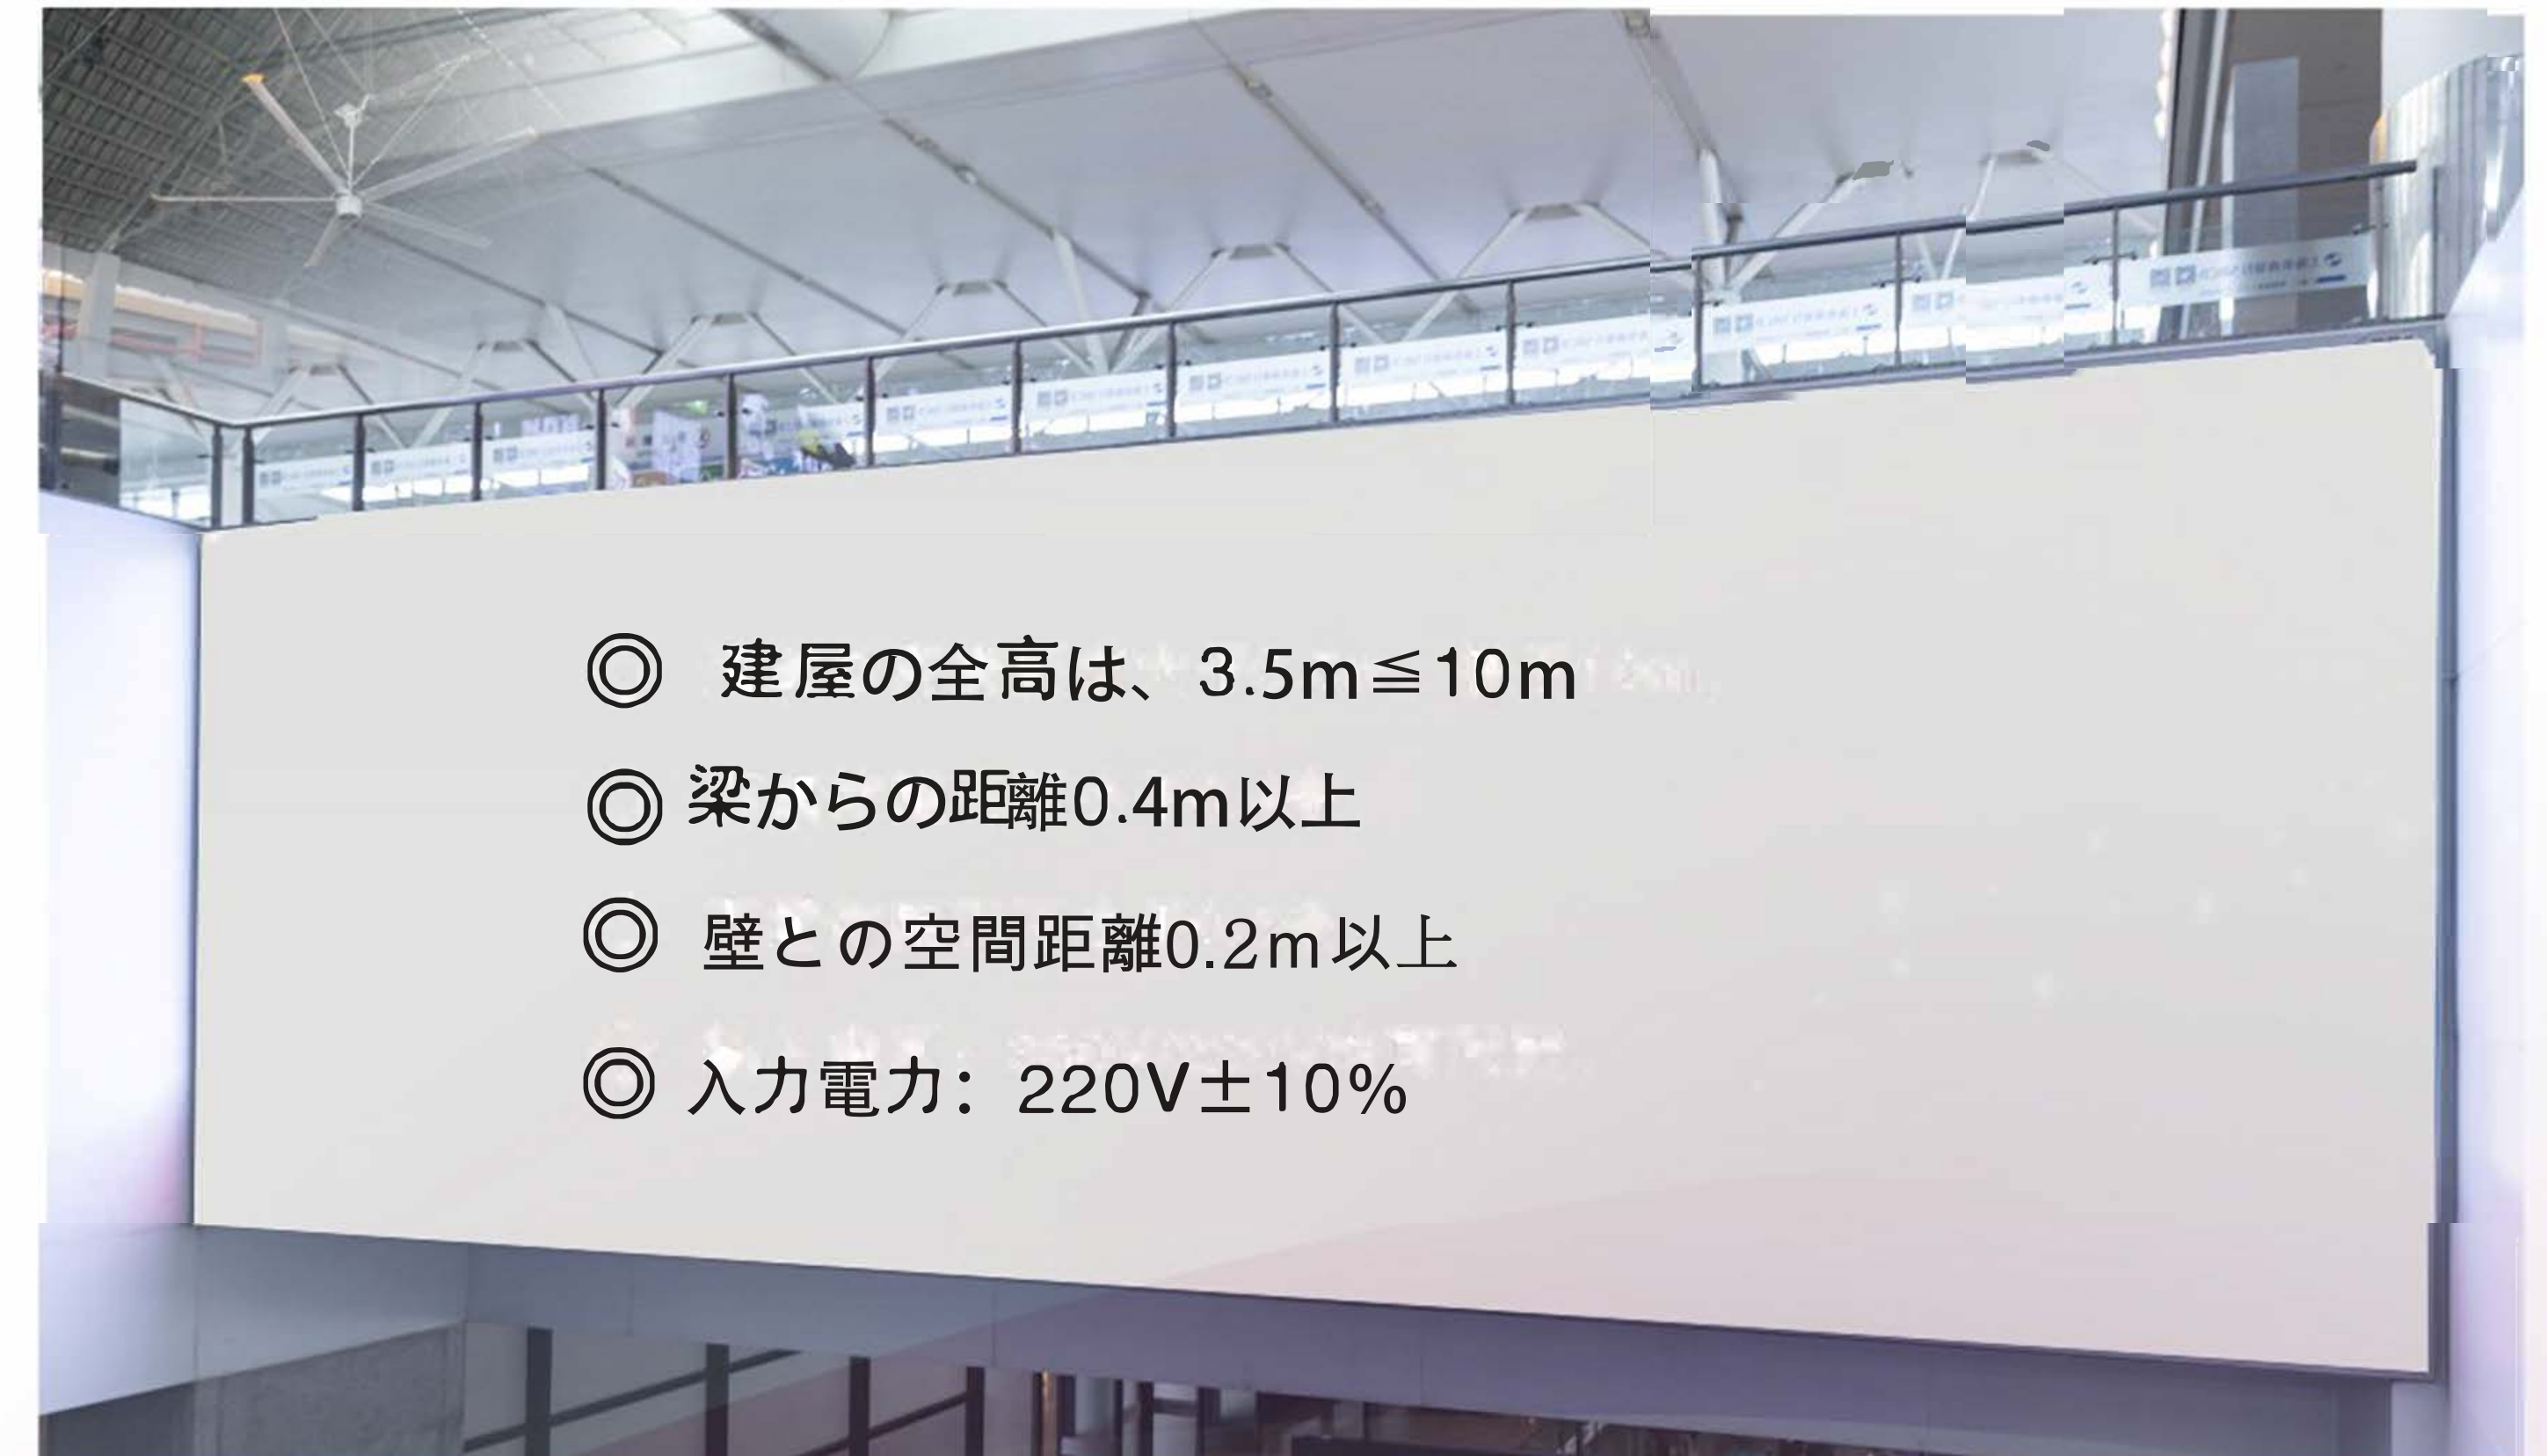 ◎ 建屋の全高は、3.5m≦10m
◎ 梁からの距離0.4m以上
◎ 壁との空間距離0.2m以上
◎ 入力電力：220V±10%